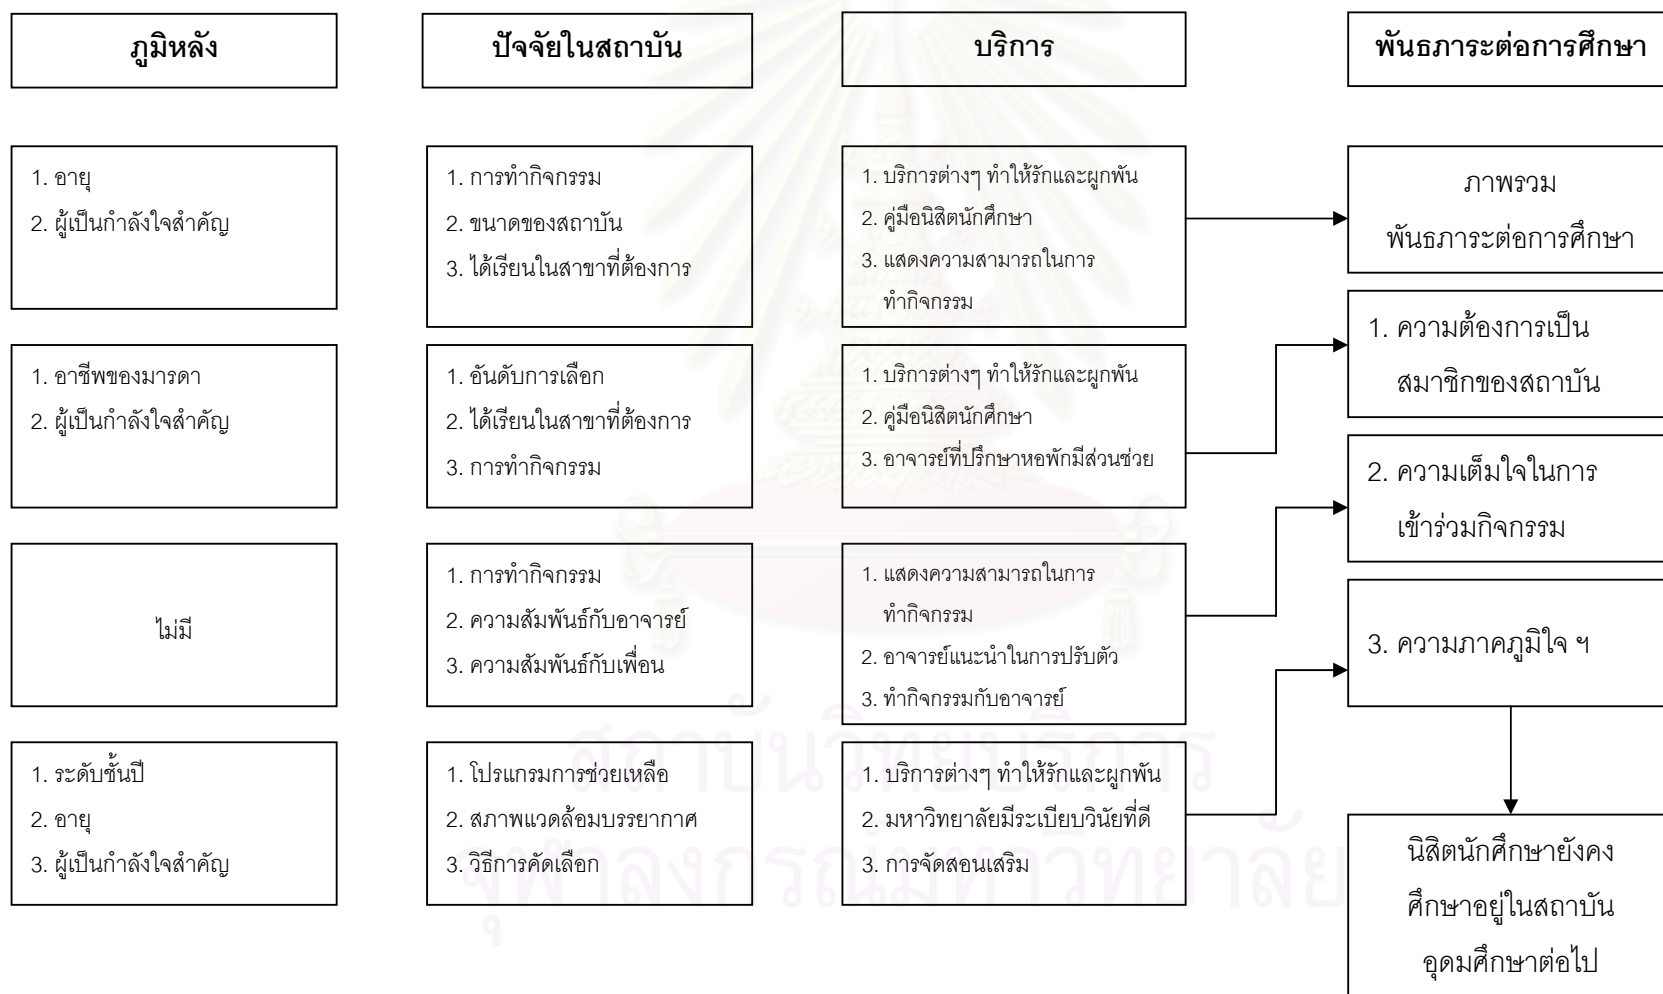 ภูมิหลัง
ปัจจัยในสถาบัน
บริการ
พันธภาระต่อการศึกษา
1. อายุ
2. ผู้เป็นกำลังใจสำคัญ
1. การทำกิจกรรม
2. ขนาดของสถาบัน
3. ได้เรียนในสาขาที่ต้องการ
1. บริการต่างๆ ทำให้รักและผูกพัน
2. คู่มือนิสิตนักศึกษา
3. แสดงความสามารถในการ
ทำกิจกรรม
ภาพรวม
พันธภาระต่อการศึกษา
1. อาชีพของมารดา
2. ผู้เป็นกำลังใจสำคัญ
1. อันดับการเลือก
2. ได้เรียนในสาขาที่ต้องการ
3. การทำกิจกรรม
1. บริการต่างๆ ทำให้รักและผูกพัน
2. คู่มือนิสิตนักศึกษา
3. อาจารย์ที่ปรึกษาหอพักมีส่วนช่วย
1. ความต้องการเป็น
สมาชิกของสถาบัน
ไม่มี
1. การทำกิจกรรม
2. ความสัมพันธ์กับอาจารย์
3. ความสัมพันธ์กับเพื่อน
1. แสดงความสามารถในการ
ทำกิจกรรม
2. อาจารย์แนะนำในการปรับตัว
3. ทำกิจกรรมกับอาจารย์
2. ความเต็มใจในการ
เข้าร่วมกิจกรรม
1. ระดับชั้นปี
2. อายุ
3. ผู้เป็นกำลังใจสำคัญ
1. โปรแกรมการช่วยเหลือ
2. สภาพแวดล้อมบรรยากาศ
3. วิธีการคัดเลือก
1. บริการต่างๆ ทำให้รักและผูกพัน
2. มหาวิทยาลัยมีระเบียบวินัยที่ดี
3. การจัดสอนเสริม
3. ความภาคภูมิใจ ฯ
นิสิตนักศึกษายังคง
ศึกษาอยู่ในสถาบัน
อุดมศึกษาต่อไป
สถาบันวิทยบริการ
จุฬาลงกรณ์มหาวิทยาลัย